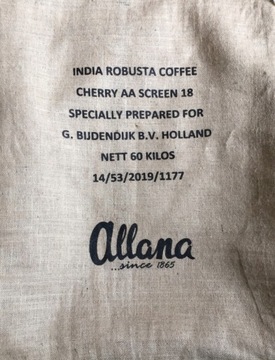 INDIA ROBUSTA COFFEE
CHERRY AA SCREEN 18
SPECIALLY PREPARED FOR
G. BIJDENDIJK B.V. HOLLAND
NETT 60 KILOS
14/53/2019/1177
allana
...since 1865